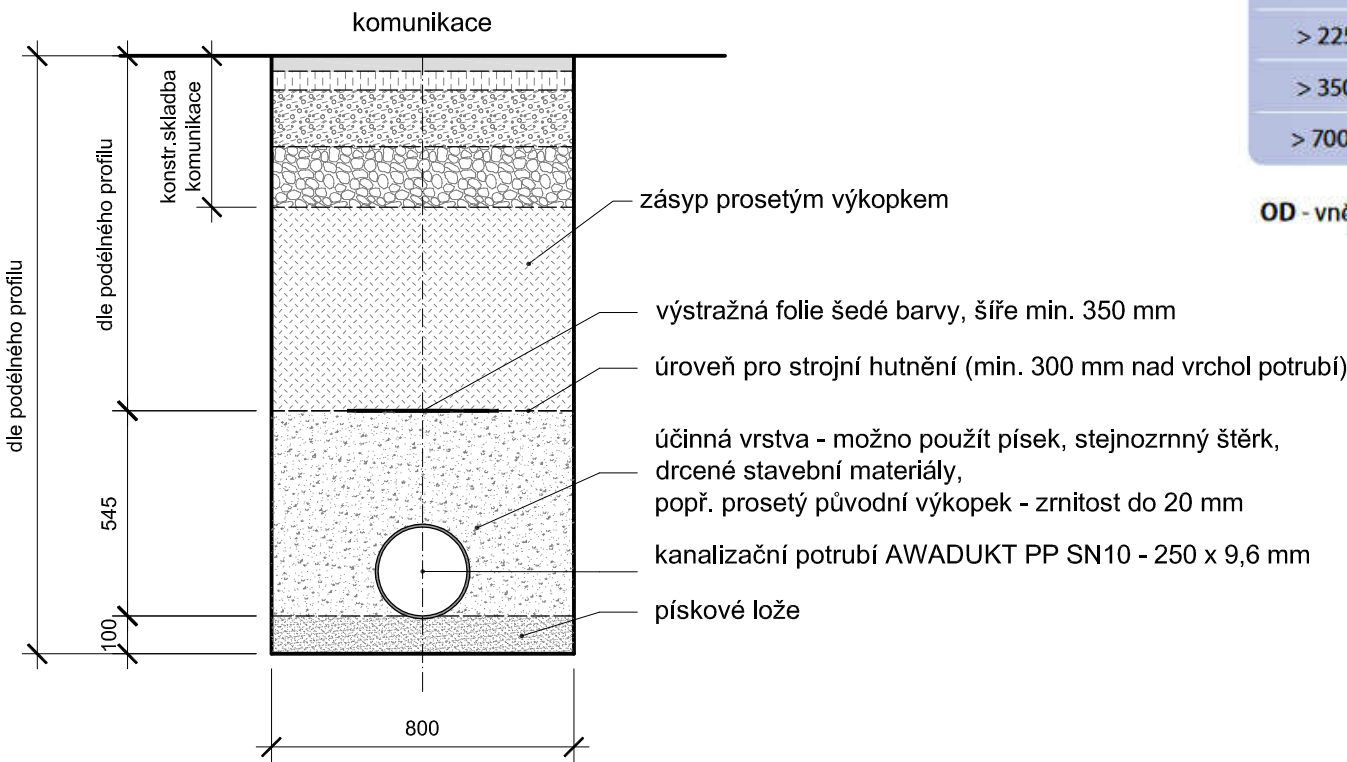 komunikace
> 225
> 350
> 700
OD - vně
konstr.skladba
komunikace
dle podélného profilu
dle podélného profilu
545
100
800
zásyp prosetým výkopkem
výstražná folie šedé barvy, šíře min. 350 mm
úroveň pro strojní hutnění (min. 300 mm nad vrchol potrubí)
účinná vrstva - možno použít písek, stejnozrnný štěrk,
drcené stavební materiály,
popř. prosetý původní výkopek - zrnitost do 20 mm
kanalizační potrubí AWADUKT PP SN10 - 250 x 9,6 mm
pískové lože